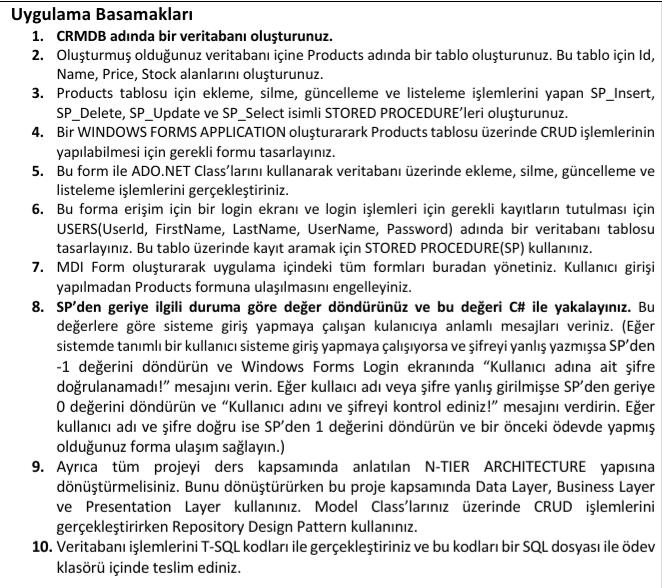 Uygulama Basamakları
1. CRMDB adında bir veritabanı oluşturunuz.
2. Oluşturmuş olduğunuz veritabanı içine Products adında bir tablo oluşturunuz. Bu tablo için Id,
Name, Price, Stock alanlarını oluşturunuz.
3. Products tablosu için ekleme, silme, güncelleme ve listeleme işlemlerini yapan SP_Insert,
SP_Delete, SP_Update ve SP_Select isimli STORED PROCEDURE’leri oluşturunuz.
4. Bir WINDOWS FORMS APPLICATION oluşturarark Products tablosu üzerinde CRUD işlemlerinin
yapılabilmesi için gerekli formu tasarlayınız.
5. Bu form ile ADO.NET Class’larını kullanarak veritabanı üzerinde ekleme, silme, güncelleme ve
listeleme işlemlerini gerçekleştiriniz.
6. Bu forma erişim için bir login ekranı ve login işlemleri için gerekli kayıtların tutulması için
USERS(UserId, FirstName, LastName, UserName, Password) adında bir veritabanı tablosu
tasarlayınız. Bu tablo üzerinde kayıt aramak için STORED PROCEDURE(SP) kullanınız.
7. MDI Form oluşturarak uygulama içindeki tüm formları buradan yönetiniz. Kullanıcı girişi
yapılmadan Products formuna ulaşılmasını engelleyiniz.
8. SP’den geriye ilgili duruma göre değer döndürünüz ve bu değeri C# ile yakalayınız. Bu
değerlere göre sisteme giriş yapmaya çalışan kulanıcıya anlamlı mesajları veriniz. (Eğer
sistemde tanımlı bir kullanıcı sisteme giriş yapmaya çalışıyorsa ve şifreyi yanlış yazmışsa SP’den
-1 değerini döndürün ve Windows Forms Login ekranında “Kullanıcı adına ait şifre
doğrulanamadı!” mesajını verin. Eğer kullaıcı adı veya şifre yanlış girilmişse SP’den geriye
0 değerini döndürün ve “Kullanıcı adını ve şifreyi kontrol ediniz!” mesajını verdirin. Eğer
kullanıcı adı ve şifre doğru ise SP’den 1 değerini döndürün ve bir önceki ödevde yapmış
olduğunuz forma ulaşım sağlayın.)
9. Ayrıca tüm projeyi ders kapsamında anlatılan N-TIER ARCHITECTURE yapısına
dönüştürmelisiniz. Bunu dönüştürürken bu proje kapsamında Data Layer, Business Layer
ve Presentation Layer kullanınız. Model Class’larınız üzerinde CRUD işlemlerini
gerçekleştirirken Repository Design Pattern kullanınız.
10. Veritabanı işlemlerini T-SQL kodları ile gerçekleştiriniz ve bu kodları bir SQL dosyası ile ödev
klasörü içinde teslim ediniz.